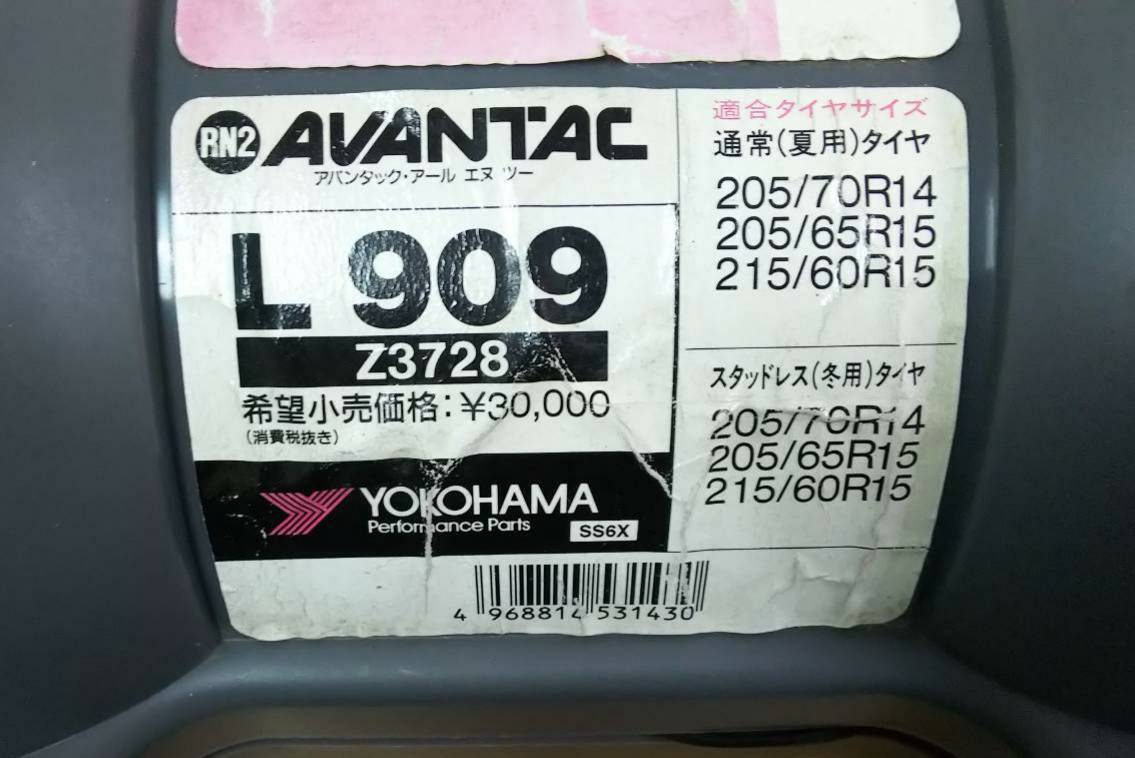 RN2 AVANTAC
アバンタック・アール エヌ ツー
L 909
Z3728
希望小売価格:¥30,000
(消費税抜き)
YOKOHAMA
Performance Parts
SS6X
適合タイヤサイズ
通常(夏用)タイヤ
205/70R14
205/65R15
215/60R15
スタッドレス(冬用)タイヤ
205/70R14
205/65R15
215/60R15
4 968814 531430